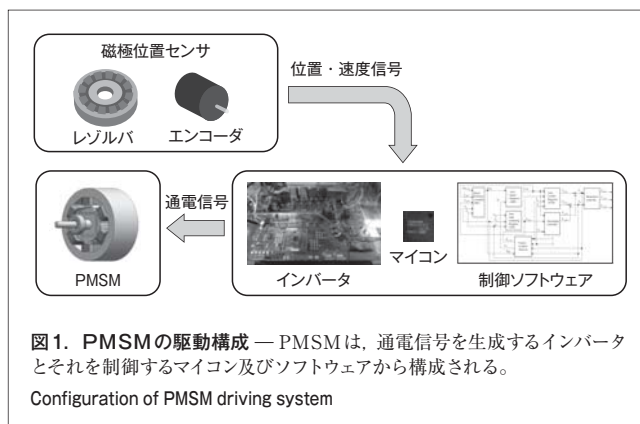 磁極位置センサ
レゾルバ
エンコーダ
位置・速度信号
通電信号
PMSM
インバータ
マイコン
制御ソフトウェア
図1. PMSMの駆動構成 — PMSMは,通電信号を生成するインバータ
とそれを制御するマイコン及びソフトウェアから構成される。
Configuration of PMSM driving system